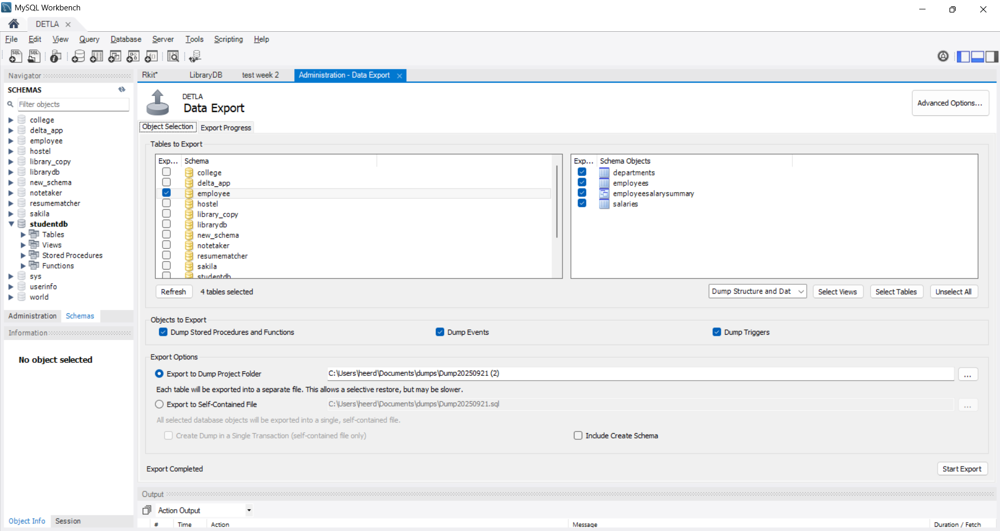 MySQL Workbench
DETLA
File Edit View Query Database Server Tools Scripting Help
Navigator
SCHEMAS
Filter objects
college
delta_app
employee
hostel
library_copy
librarydb
new_schema
notetaker
resumematcher
sakila
studentdb
Tables
Views
Stored Procedures
Functions
sys
userinfo
world
Administration Schemas
Information
No object selected
Object Info Session
Rkit* LibraryDB test week 2 Administration - Data Export
DETLA
Data Export
Advanced Options...
Object Selection Export Progress
Tables to Export
Exp... Schema
college
delta_app
employee
hostel
library_copy
librarydb
new_schema
notetaker
resumematcher
sakila
studentdb
Exp... Schema Objects
departments
employees
employeesalarysummary
salaries
Refresh 4 tables selected Dump Structure and Dat Select Views Select Tables Unselect All
Objects to Export
Dump Stored Procedures and Functions Dump Events Dump Triggers
Export Options
Export to Dump Project Folder C:\Users\heerd\Documents\dumps\Dump20250921 (2) ...
Each table will be exported into a separate file. This allows a selective restore, but may be slower.
Export to Self-Contained File C:\Users\heerd\Documents\dumps\Dump20250921.sql ...
All selected database objects will be exported into a single, self-contained file.
Create Dump in a Single Transaction (self-contained file only) Include Create Schema
Export Completed Start Export
Output
Action Output
# Time Action Message Duration / Fetch